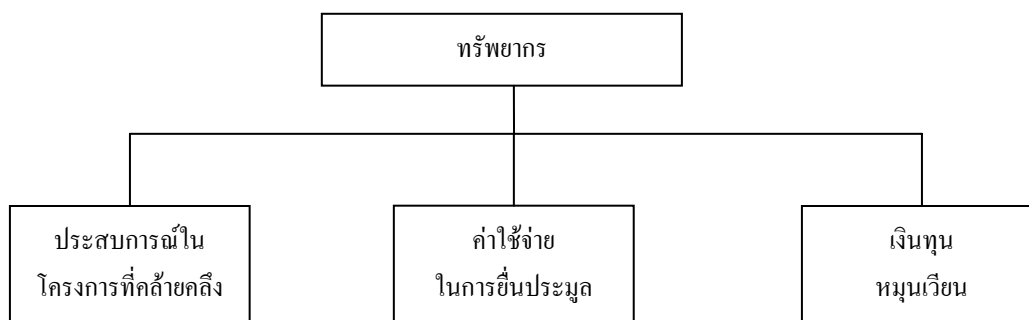 ทรัพยากร
ประสบการณ์ใน
โครงการที่คล้ายคลึง
ค่าใช้จ่าย
ในการยื่นประมูล
เงินทุน
หมุนเวียน